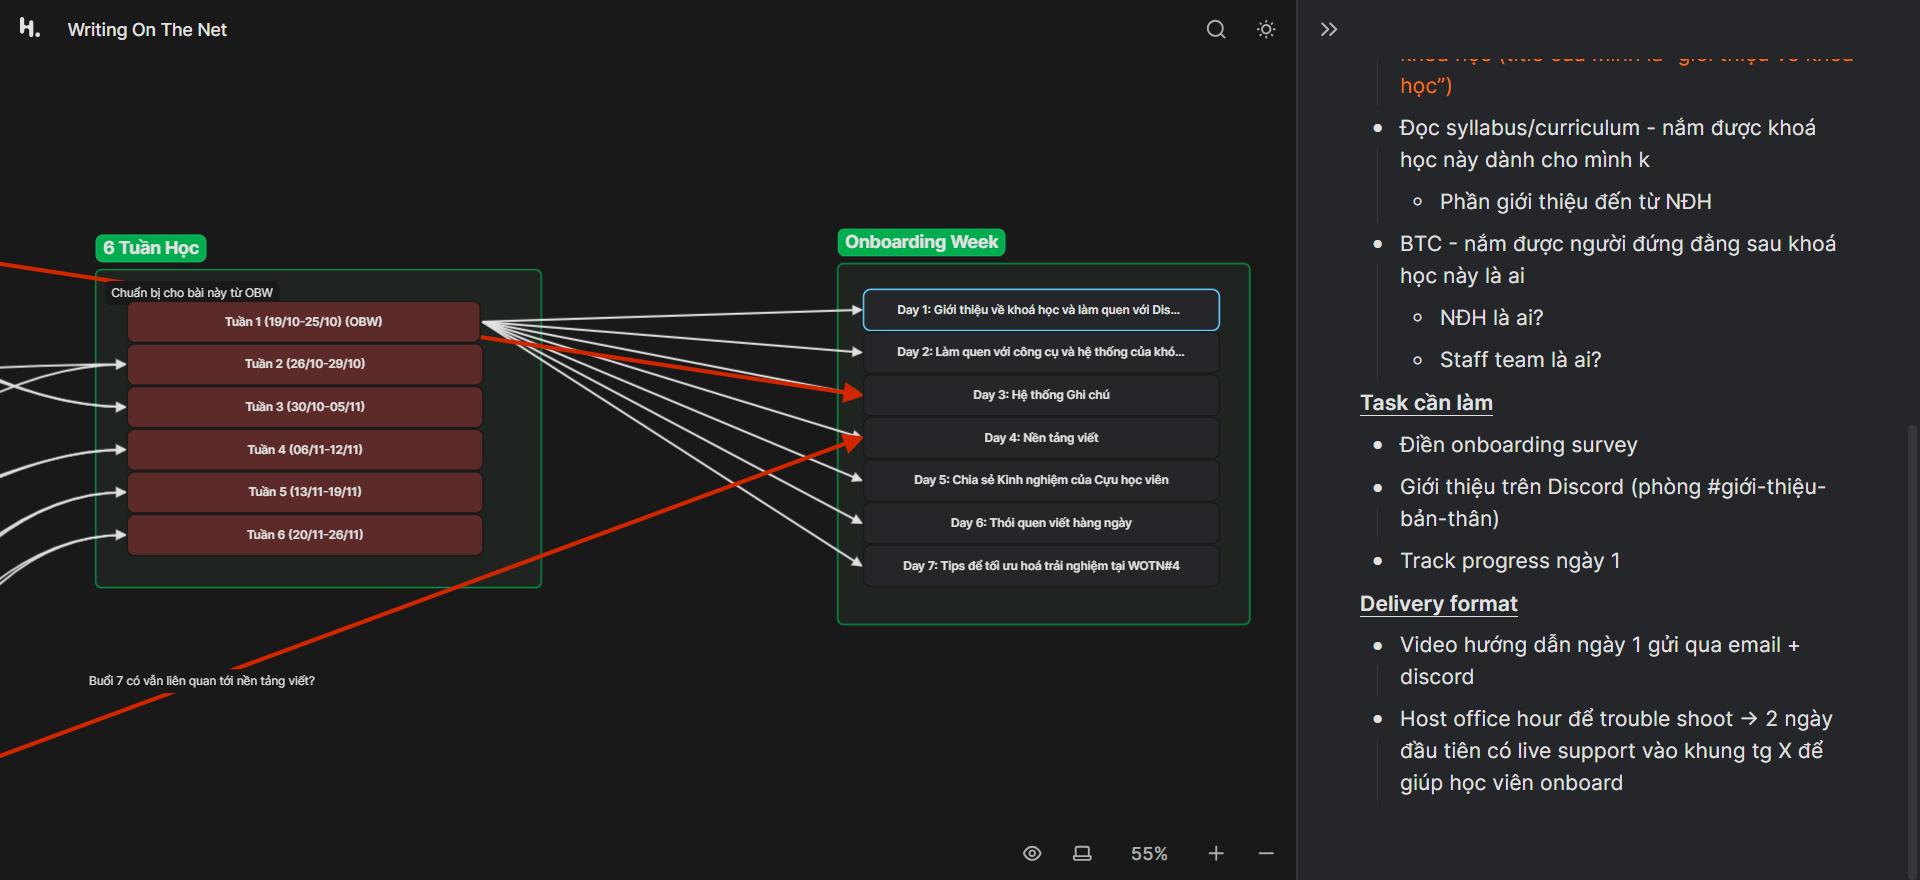 H.
Writing On The Net
6 Tuần Học
Chuẩn bị cho bài này từ OBW
Tuần 1 (19/10-25/10) (OBW)
Tuần 2 (26/10-29/10)
Tuần 3 (30/10-05/11)
Tuần 4 (06/11-12/11)
Tuần 5 (13/11-19/11)
Tuần 6 (20/11-26/11)
Buổi 7 có vẫn liên quan tới nền tảng viết?
Onboarding Week
Day 1: Giới thiệu về khoá học và làm quen với Dis...
Day 2: Làm quen với công cụ và hệ thống của khó...
Day 3: Hệ thống Ghi chú
Day 4: Nền tảng viết
Day 5: Chia sẻ Kinh nghiệm của Cựu học viên
Day 6: Thói quen viết hàng ngày
Day 7: Tips để tối ưu hoá trải nghiệm tại WOTN#4
55%
khoá học (title của mình là "giới thiệu về khoá
học”)
Đọc syllabus/curriculum - nắm được khoá
học này dành cho mình k
Phần giới thiệu đến từ NĐH
BTC - nắm được người đứng đằng sau khoá
học này là ai
NĐH là ai?
Staff team là ai?
Task cần làm
Điền onboarding survey
Giới thiệu trên Discord (phòng #giới-thiệu-
bản-thân)
Track progress ngày 1
Delivery format
Video hướng dẫn ngày 1 gửi qua email +
discord
Host office hour để trouble shoot → 2 ngày
đầu tiên có live support vào khung tg X để
giúp học viên onboard